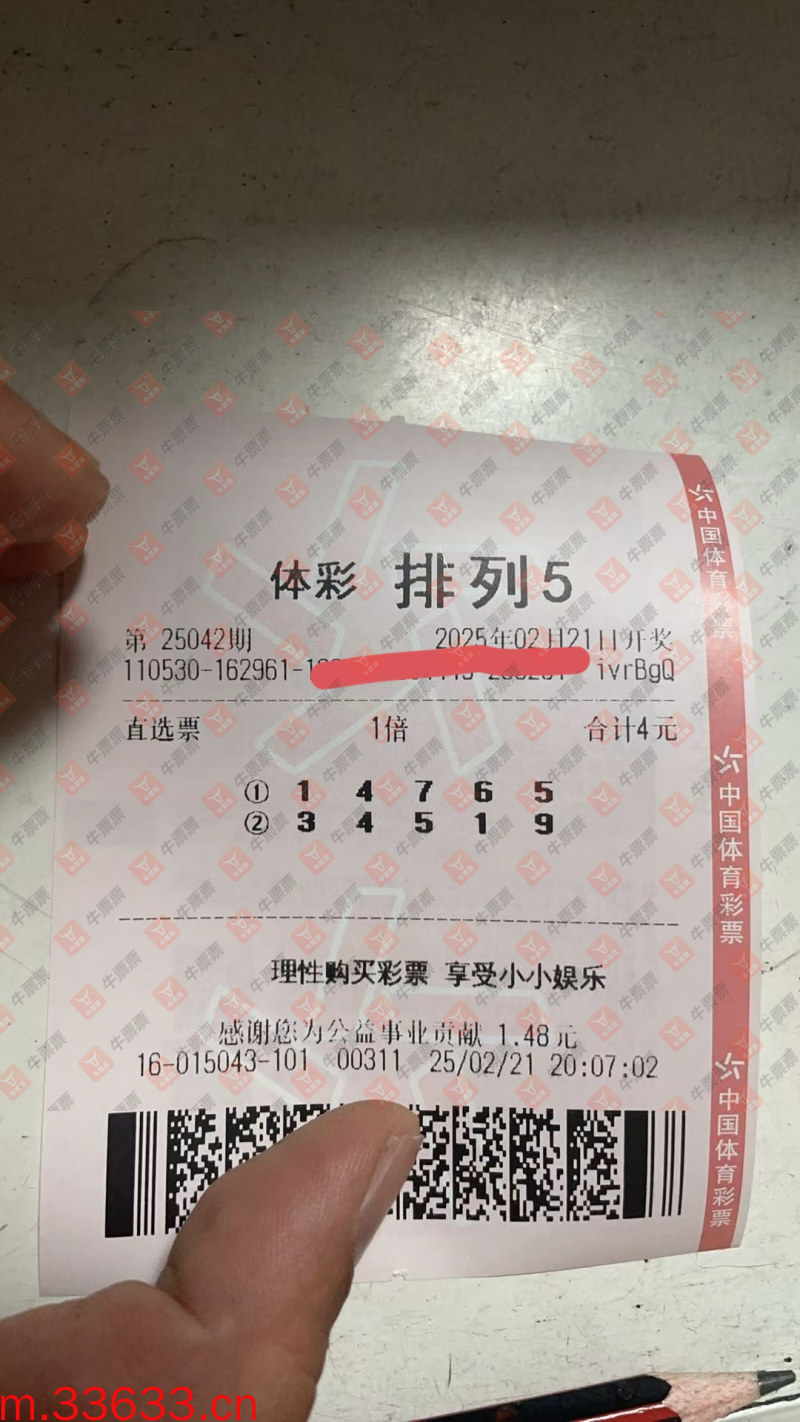 体彩 排列5
第 25042期 2025年02月21日开奖
110530-162961- ivrBgQ
直选票 1倍 合计4元
① 1 4 7 6 5
② 3 4 5 1 9
理性购买彩票 享受小小娱乐
感谢您为公益事业贡献 1.48元
16-015043-101 00311 25/02/21 20:07:02
中国体育彩票
中国体育彩票
中国体育彩票
牛票票
m.33633.cn